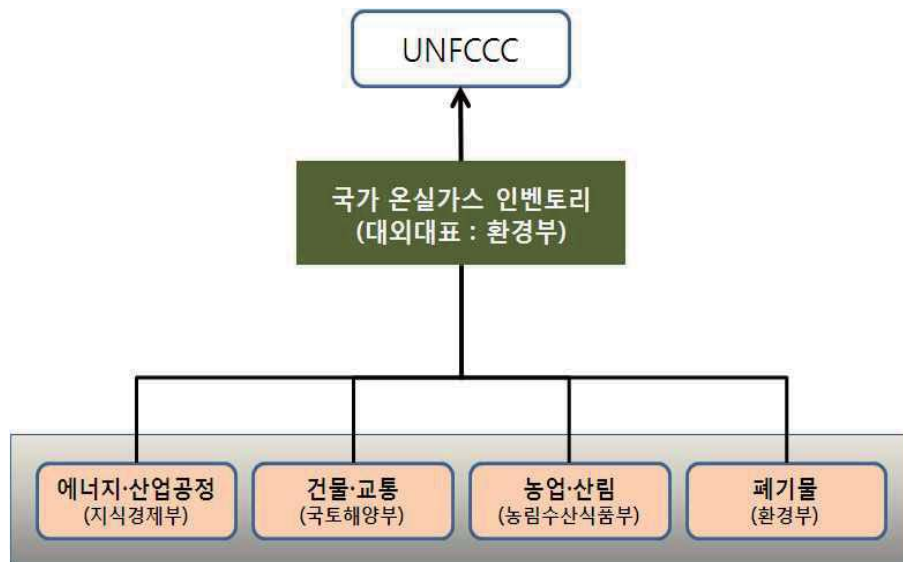 UNFCCC
국가 온실가스 인벤토리
(대외대표 : 환경부)
에너지·산업공정
(지식경제부)
건물·교통
(국토해양부)
농업·산림
(농림수산식품부)
폐기물
(환경부)